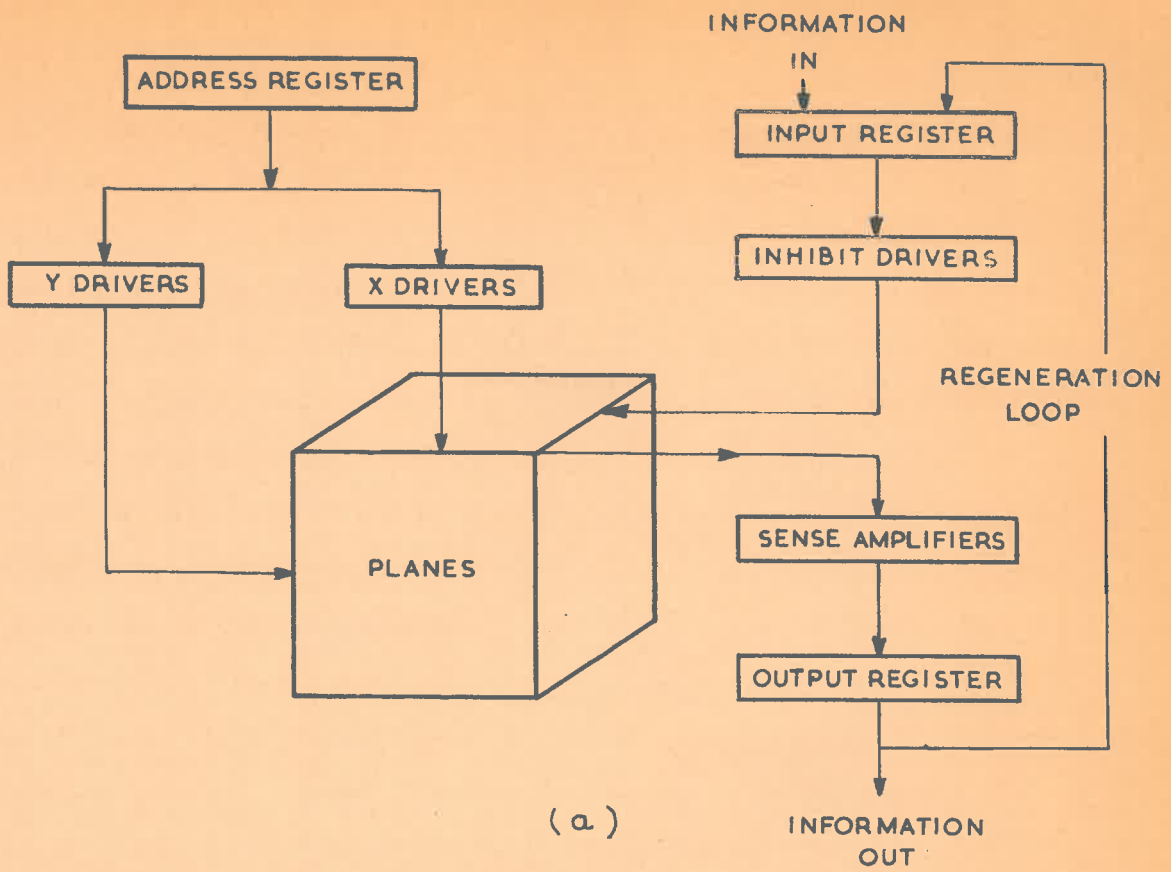 INFORMATION
IN
ADDRESS REGISTER
INPUT REGISTER
INHIBIT DRIVERS
Y DRIVERS
X DRIVERS
REGENERATION
LOOP
SENSE AMPLIFIERS
PLANES
OUTPUT REGISTER
(a)
INFORMATION
OUT